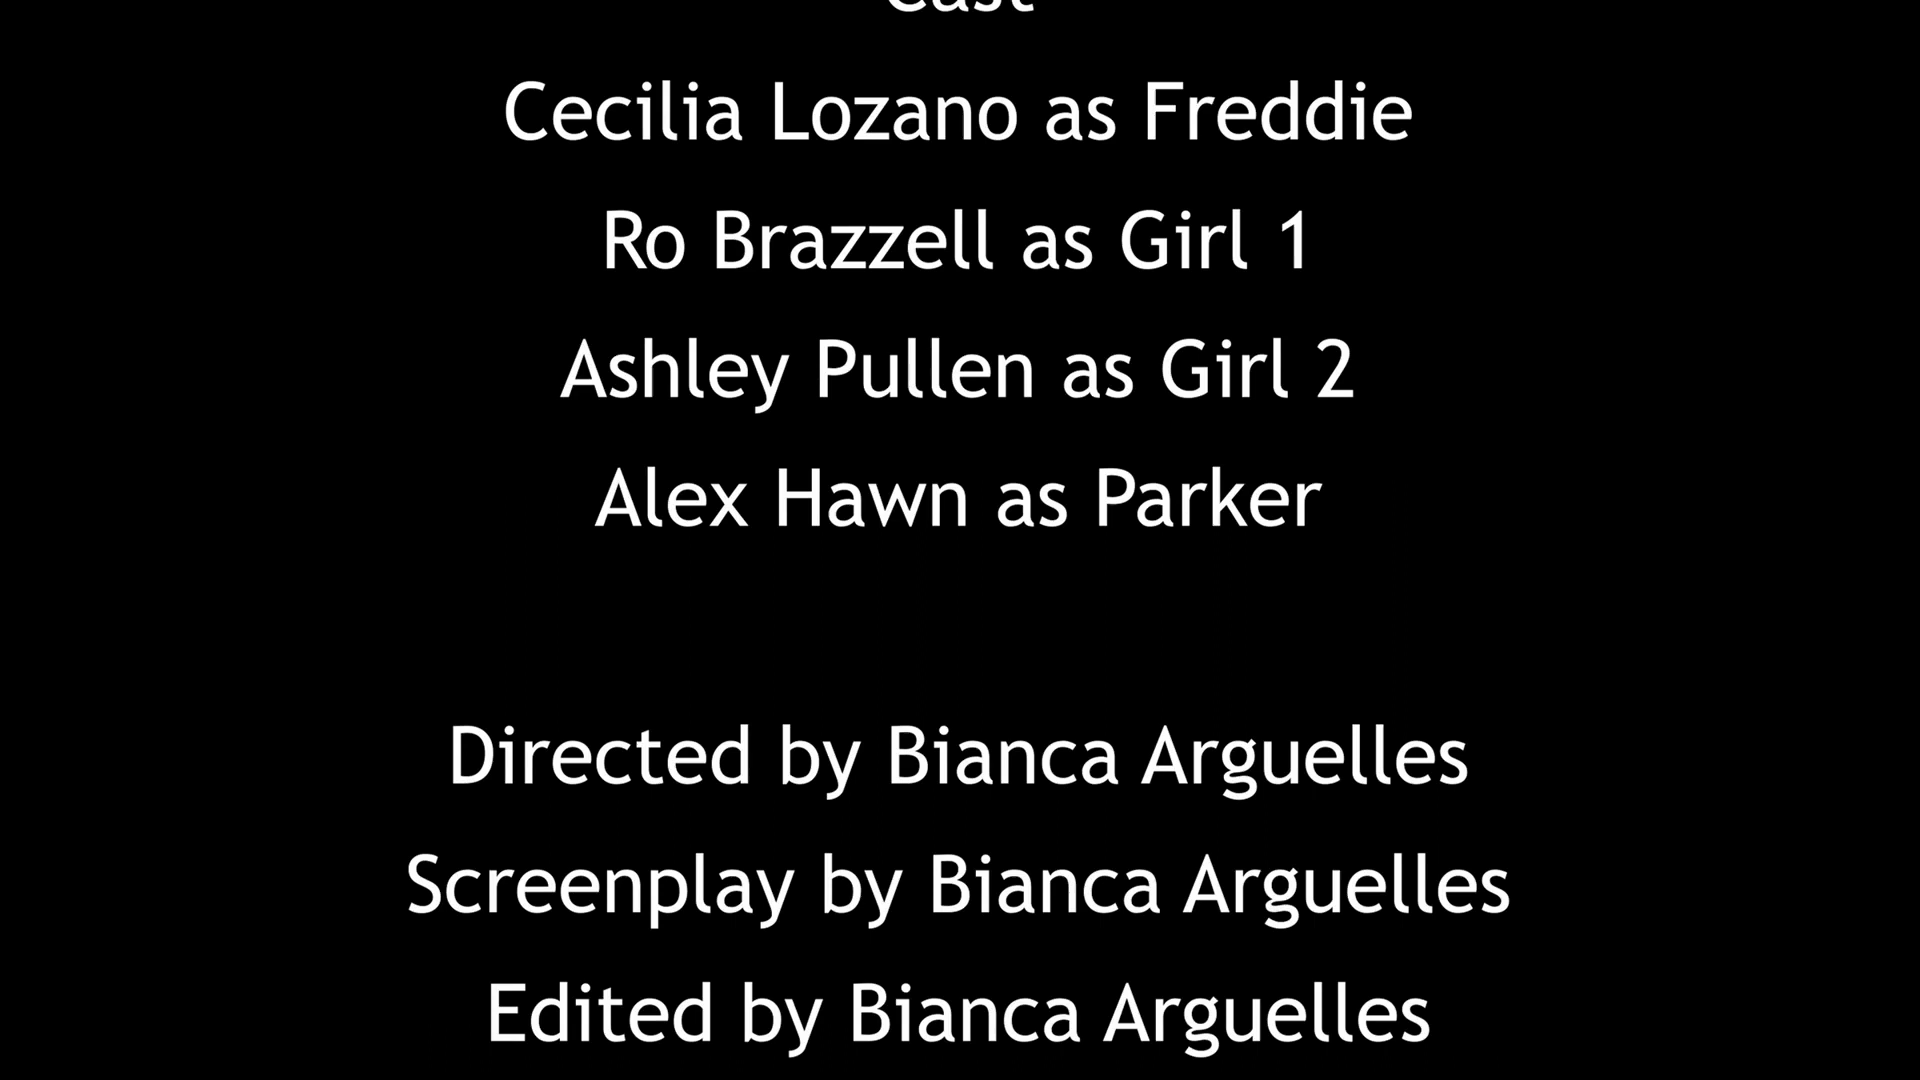 Cast
Cecilia Lozano as Freddie
Ro Brazzell as Girl 1
Ashley Pullen as Girl 2
Alex Hawn as Parker
Directed by Bianca Arguelles
Screenplay by Bianca Arguelles
Edited by Bianca Arguelles